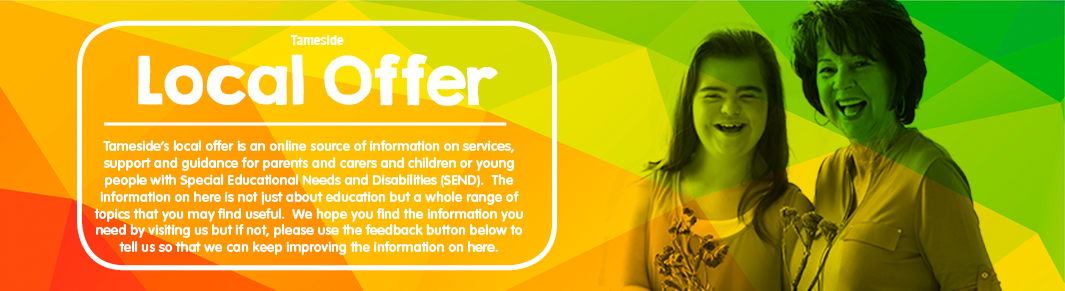 Tameside
Local Offer
Tameside's local offer is an online source of information on services,
support and guidance for parents and carers and children or young
people with Special Educational Needs and Disabilities (SEND).  The
information on here is not just about education but a whole range of
topics that you may find useful.  We hope you find the information you
need by visiting us but if not, please use the feedback button below to
tell us so that we can keep improving the information on here.